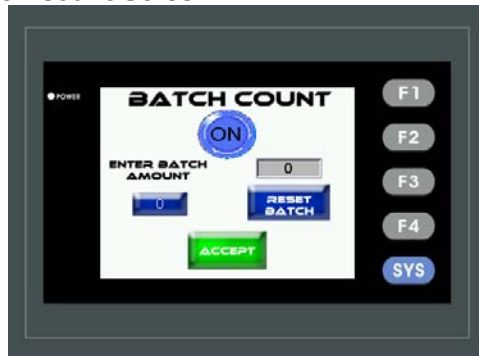 POWER
BATCH COUNT
ON
ENTER BATCH
AMOUNT
0
0
RESET
BATCH
ACCEPT
F1
F2
F3
F4
SYS